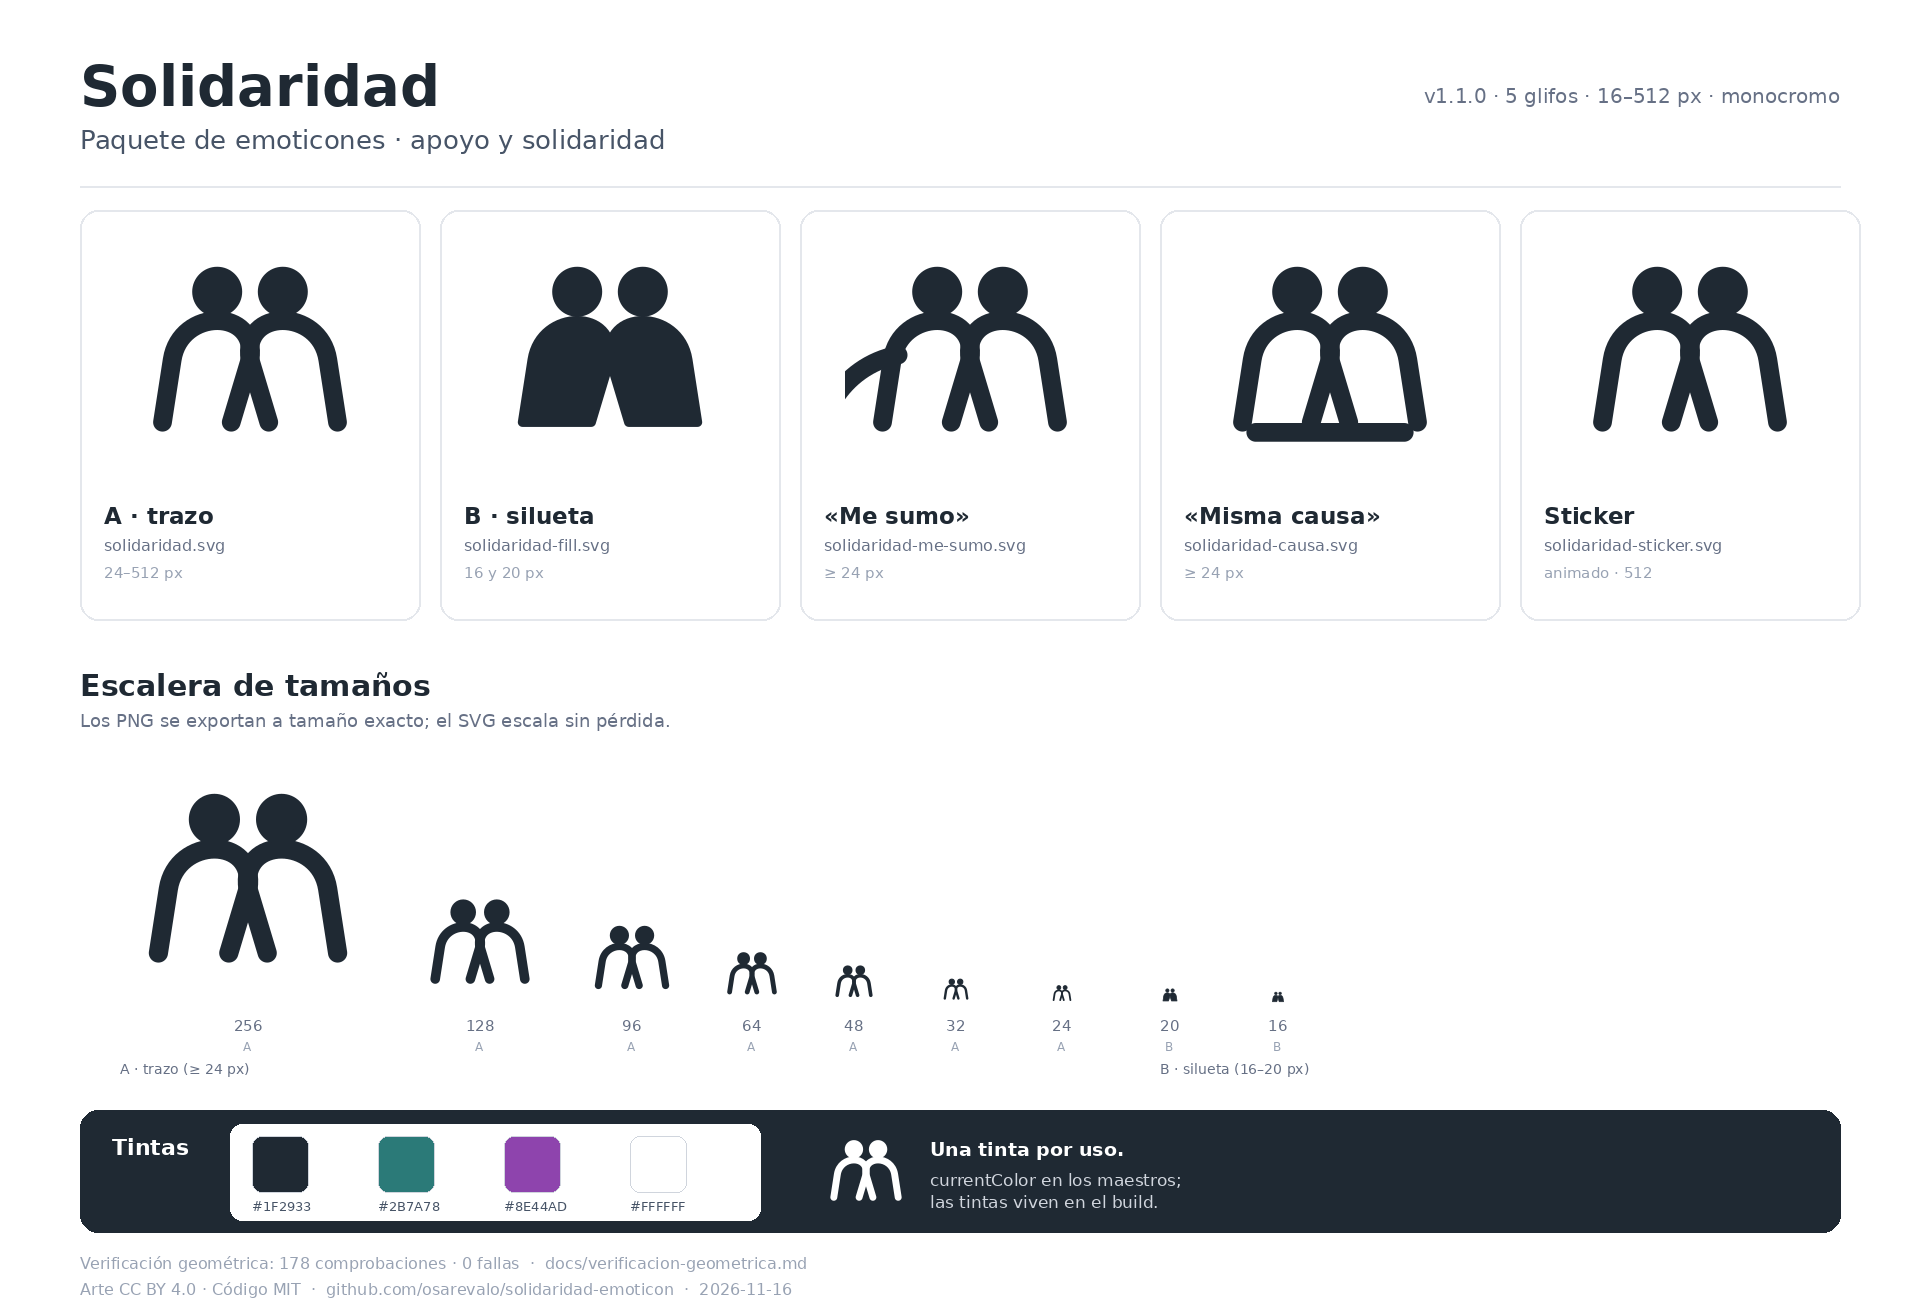 Solidaridad
v1.1.0 · 5 glifos · 16–512 px · monocromo
Paquete de emoticones · apoyo y solidaridad
A · trazo
solidaridad.svg
24–512 px
B · silueta
solidaridad-fill.svg
16 y 20 px
«Me sumo»
solidaridad-me-sumo.svg
≥ 24 px
«Misma causa»
solidaridad-causa.svg
≥ 24 px
Sticker
solidaridad-sticker.svg
animado · 512
Escalera de tamaños
Los PNG se exportan a tamaño exacto; el SVG escala sin pérdida.
256 128 96 64 48 32 24 20 16
A A A A A A A B B
A · trazo (≥ 24 px)
B · silueta (16–20 px)
Tintas
#1F2933 #2B7A78 #8E44AD #FFFFFF
Una tinta por uso.
currentColor en los maestros;
las tintas viven en el build.
Verificación geométrica: 178 comprobaciones · 0 fallas · docs/verificacion-geometrica.md
Arte CC BY 4.0 · Código MIT · github.com/osarevalo/solidaridad-emoticon · 2026-11-16